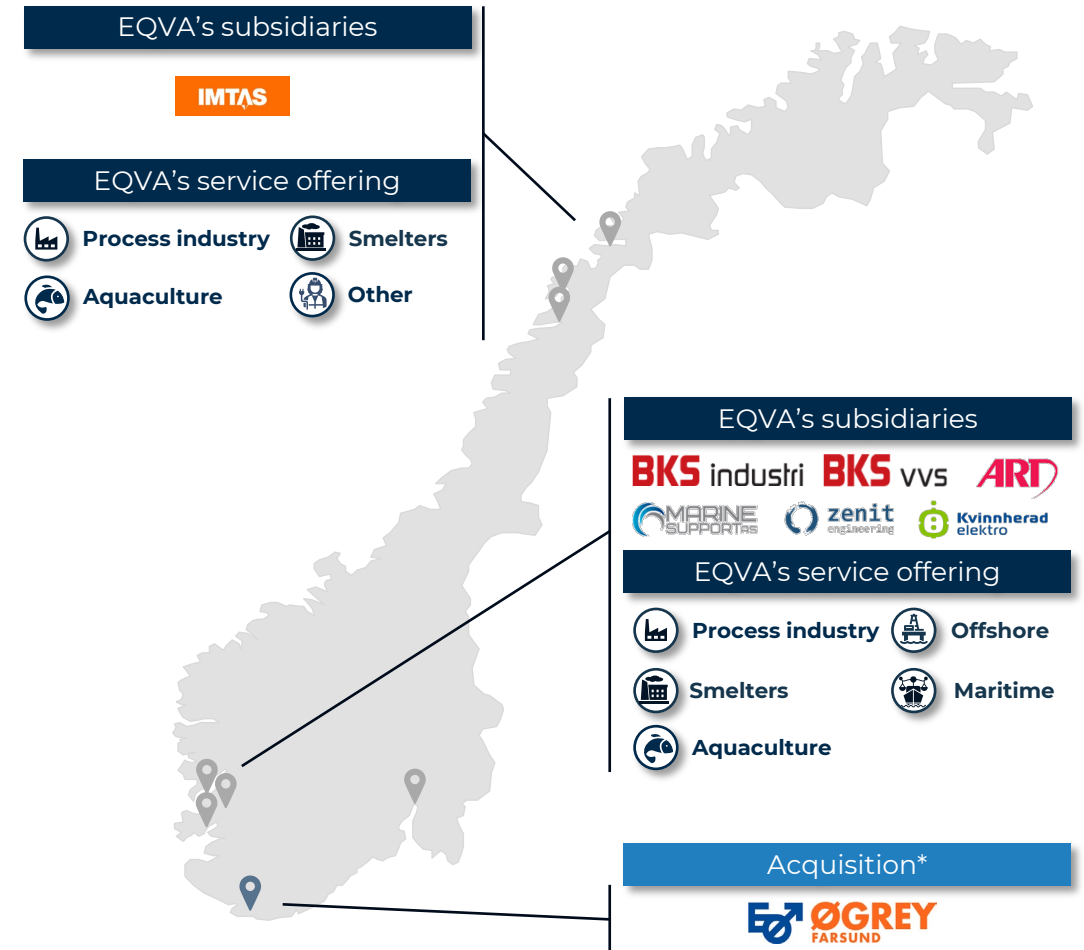 EQVA's subsidiaries
IMTAS
EQVA's service offering
Process industry
Smelters
Aquaculture
Other
EQVA's subsidiaries
BKS industri
BKS vvs
ART
MARINE
SUPPORT AS
zenit
engineering
Kvinnherad
elektro
EQVA's service offering
Process industry
Offshore
Smelters
Maritime
Aquaculture
Acquisition*
ØGREY
FARSUND